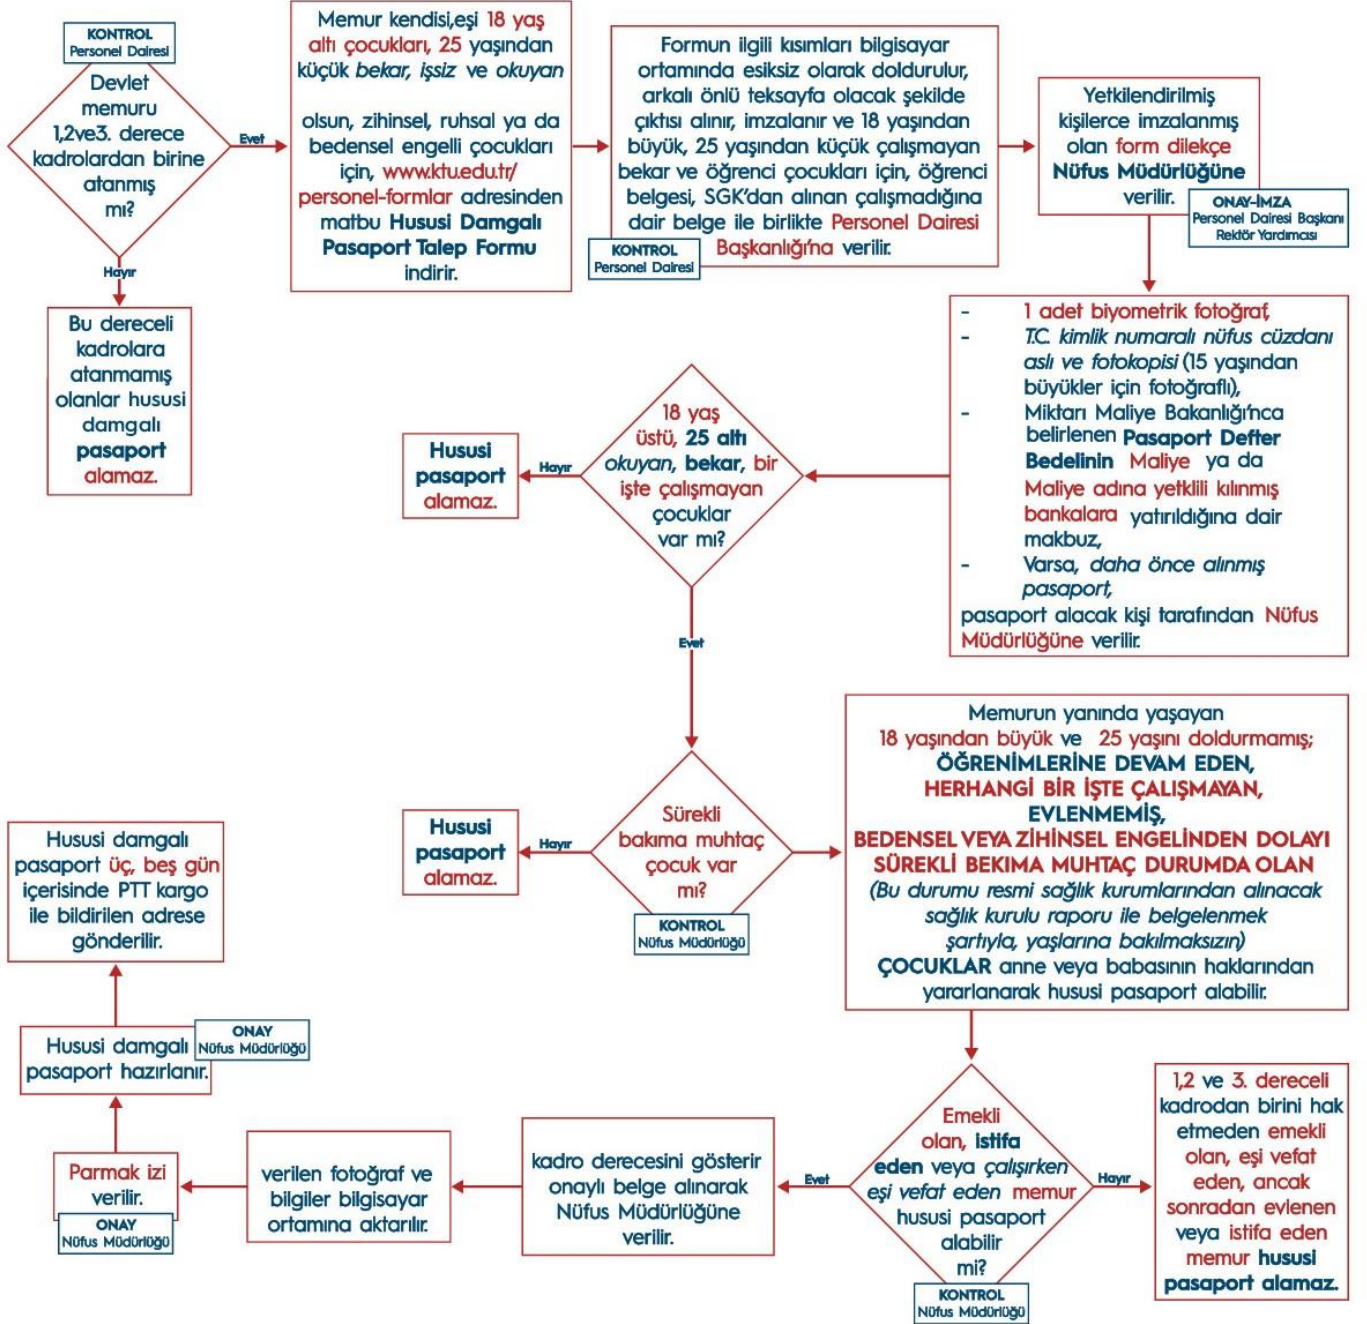 KONTROL
Personel Dairesi
Devlet
memuru
1,2ve3. derece
kadrolardan birine
atanmış
mı?
Evet
Hayır
Bu dereceli
kadrolara
atanmamış
olanlar hususi
damgalı
pasaport
alamaz.
Memur kendisi,eşi 18 yaş
altı çocukları, 25 yaşından
küçük bekar, işsiz ve okuyan
olsun, zihinsel, ruhsal ya da
bedensel engelli çocukları
için, www.ktu.edu.tr/
personel-formlar adresinden
matbu Hususi Damgalı
Pasaport Talep Formu
indirir.
Formun ilgili kısımları bilgisayar
ortamında esiksiz olarak doldurulur,
arkalı önlü teksayfa olacak şekilde
çıktısı alınır, imzalanır ve 18 yaşından
büyük, 25 yaşından küçük çalışmayan
bekar ve öğrenci çocukları için, öğrenci
belgesi, SGK'dan alınan çalışmadığına
dair belge ile birlikte Personel Dairesi
Başkanlığı'na verilir.
KONTROL
Personel Dairesi
Yetkilendirilmiş
kişilerce imzalanmış
olan form dilekçe
Nüfus Müdürlüğüne
verilir.
ONAY-İMZA
Personel Dairesi Başkanı
Rektör Yardımcısı
- 1 adet biyometrik fotoğraf,
- T.C. kimlik numaralı nüfus cüzdanı
aslı ve fotokopisi (15 yaşından
büyükler için fotoğraflı),
- Miktarı Maliye Bakanlığı'nca
belirlenen Pasaport Defter
Bedelinin Maliye ya da
Maliye adına yetklili kılınmış
bankalara yatırıldığına dair
makbuz,
- Varsa, daha önce alınmış
pasaport,
pasaport alacak kişi tarafından Nüfus
Müdürlüğüne verilir.
18 yaş
üstü, 25 altı
okuyan, bekar, bir
işte çalışmayan
çocuklar
var mı?
Hayır
Hususi
pasaport
alamaz.
Evet
Sürekli
bakıma muhtaç
çocuk var
mı?
KONTROL
Nüfus Müdürlüğü
Hayır
Hususi
pasaport
alamaz.
Memurun yanında yaşayan
18 yaşından büyük ve 25 yaşını doldurmamış;
ÖĞRENİMLERİNE DEVAM EDEN,
HERHANGİ BİR İŞTE ÇALIŞMAYAN,
EVLENMEMİŞ,
BEDENSEL VEYA ZİHİNSEL ENGELİNDEN DOLAYI
SÜREKLİ BEKIMA MUHTAÇ DURUMDA OLAN
(Bu durumu resmi sağlık kurumlarından alınacak
sağlık kurulu raporu ile belgelenmek
şartıyla, yaşlarına bakılmaksızın)
ÇOCUKLAR anne veya babasının haklarından
yararlanarak hususi pasaport alabilir.
Emekli
olan, istifa
eden veya çalışırken
eşi vefat eden memur
hususi pasaport
alabilir
mi?
KONTROL
Nüfus Müdürlüğü
Hayır
1,2 ve 3. dereceli
kadrodan birini hak
etmeden emekli
olan, eşi vefat
eden, ancak
sonradan evlenen
veya istifa eden
memur hususi
pasaport alamaz.
Evet
kadro derecesini gösterir
onaylı belge alınarak
Nüfus Müdürlüğüne
verilir.
verilen fotoğraf ve
bilgiler bilgisayar
ortamına aktarılır.
Parmak izi
verilir.
ONAY
Nüfus Müdürlüğü
Hususi damgalı
pasaport hazırlanır.
ONAY
Nüfus Müdürlüğü
Hususi damgalı
pasaport üç, beş gün
içerisinde PTT kargo
ile bildirilen adrese
gönderilir.